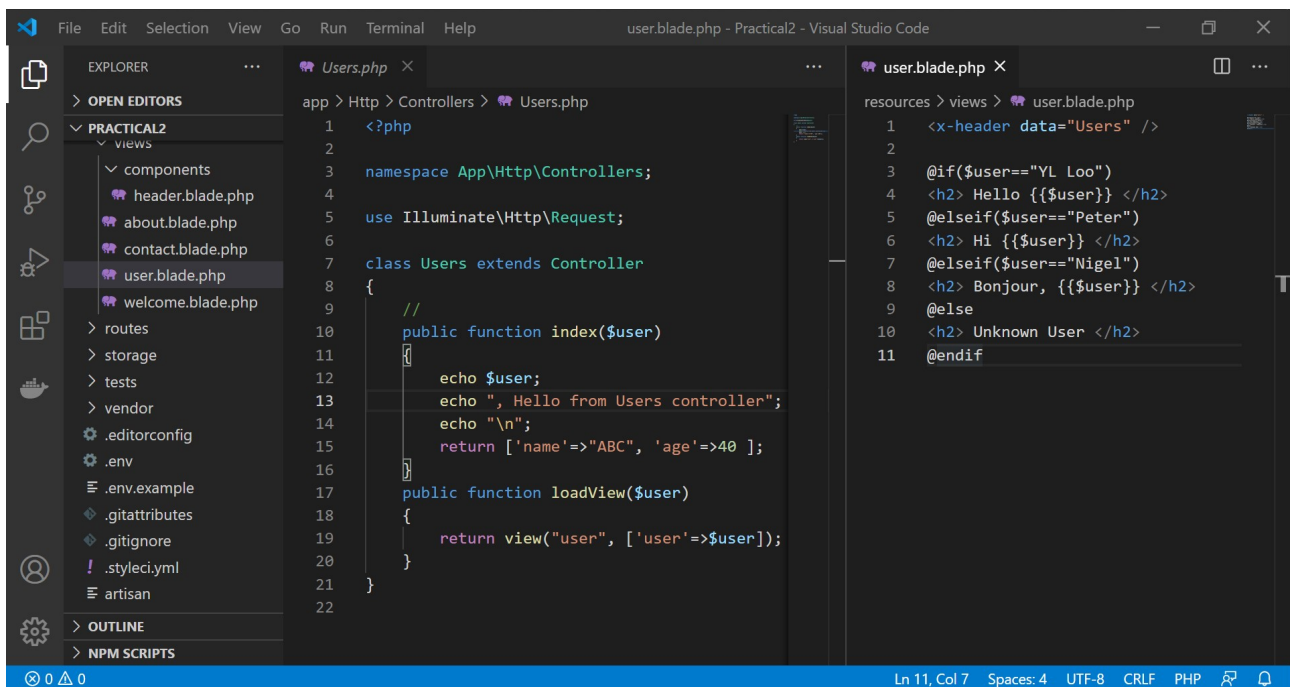 File Edit Selection View Go Run Terminal Help user.blade.php - Practical2 - Visual Studio Code
EXPLORER
OPEN EDITORS
PRACTICAL2
views
components
header.blade.php
about.blade.php
contact.blade.php
user.blade.php
welcome.blade.php
routes
storage
tests
vendor
.editorconfig
.env
.env.example
.gitattributes
.gitignore
.styleci.yml
artisan
OUTLINE
NPM SCRIPTS
Users.php
app > Http > Controllers > Users.php
1 <?php
2
3 namespace App\Http\Controllers;
4
5 use Illuminate\Http\Request;
6
7 class Users extends Controller
8 {
9     //
10     public function index($user)
11     {
12         echo $user;
13         echo ", Hello from Users controller";
14         echo "\n";
15         return ['name'=>"ABC", 'age'=>40 ];
16     }
17     public function loadView($user)
18     {
19         return view("user", ['user'=>$user]);
20     }
21 }
22
user.blade.php
resources > views > user.blade.php
1 <x-header data="Users" />
2
3 @if($user=="YL Loo")
4 <h2> Hello {{$user}} </h2>
5 @elseif($user=="Peter")
6 <h2> Hi {{$user}} </h2>
7 @elseif($user=="Nigel")
8 <h2> Bonjour, {{$user}} </h2>
9 @else
10 <h2> Unknown User </h2>
11 @endif
0 0 Ln 11, Col 7 Spaces: 4 UTF-8 CRLF PHP